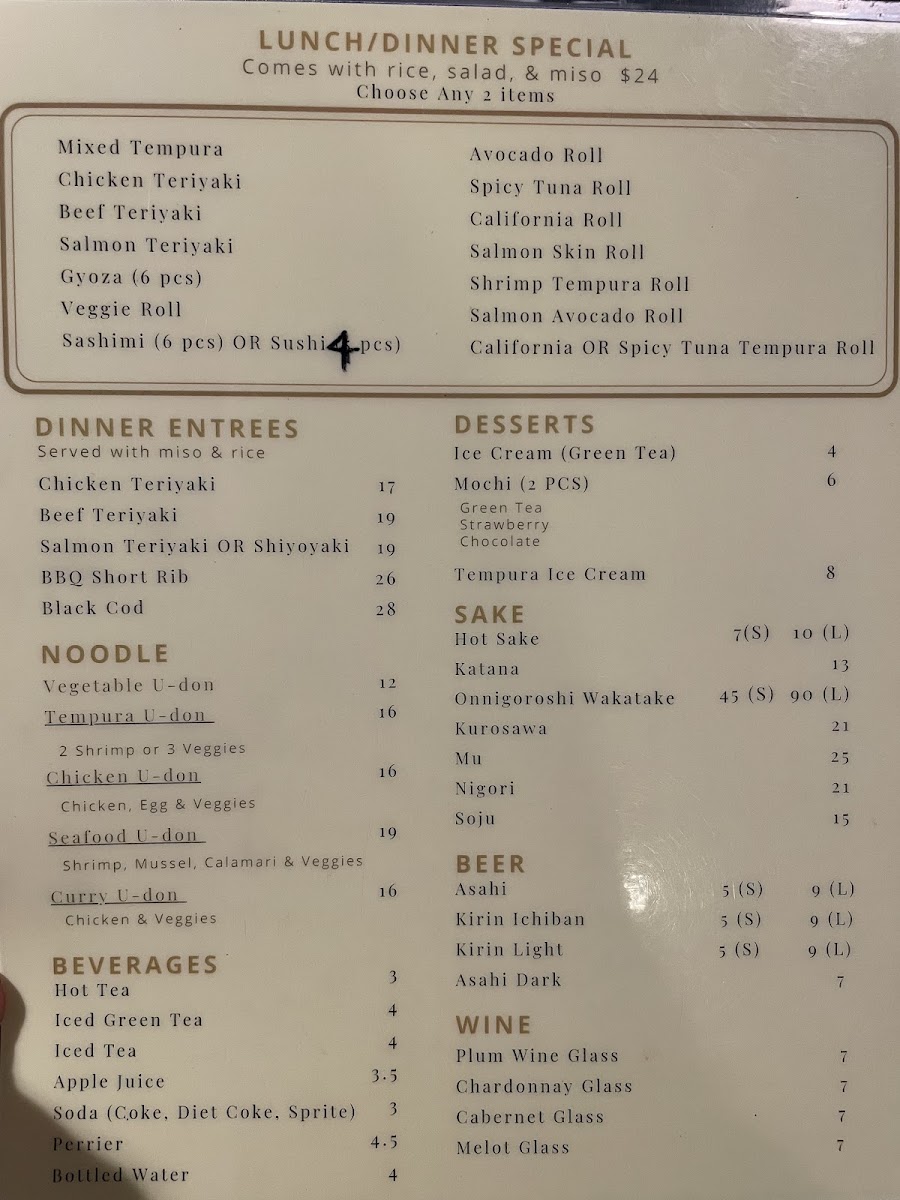 LUNCH/DINNER SPECIAL
Comes with rice, salad, & miso $24
Choose Any 2 items
Mixed Tempura
Chicken Teriyaki
Beef Teriyaki
Salmon Teriyaki
Gyoza (6 pcs)
Veggie Roll
Sashimi (6 pcs) OR Sushi 4 pcs)
Avocado Roll
Spicy Tuna Roll
California Roll
Salmon Skin Roll
Shrimp Tempura Roll
Salmon Avocado Roll
California OR Spicy Tuna Tempura Roll
DINNER ENTREES
Served with miso & rice
Chicken Teriyaki 17
Beef Teriyaki 19
Salmon Teriyaki OR Shiyoyaki 19
BBQ Short Rib 26
Black Cod 28
NOODLE
Vegetable U-don 12
Tempura U-don 16
2 Shrimp or 3 Veggies
Chicken U-don 16
Chicken, Egg & Veggies
Seafood U-don 19
Shrimp, Mussel, Calamari & Veggies
Curry U-don 16
Chicken & Veggies
BEVERAGES
Hot Tea 3
Iced Green Tea 4
Iced Tea 4
Apple Juice 3.5
Soda (Coke, Diet Coke, Sprite) 3
Perrier 4.5
Bottled Water 4
DESSERTS
Ice Cream (Green Tea) 4
Mochi (2 PCS) 6
Green Tea
Strawberry
Chocolate
Tempura Ice Cream 8
SAKE
Hot Sake 7(S) 10 (L)
Katana 13
Onnigoroshi Wakatake 45 (S) 90 (L)
Kurosawa 21
Mu 25
Nigori 21
Soju 15
BEER
Asahi 5 (S) 9 (L)
Kirin Ichiban 5 (S) 9 (L)
Kirin Light 5 (S) 9 (L)
Asahi Dark 7
WINE
Plum Wine Glass 7
Chardonnay Glass 7
Cabernet Glass 7
Melot Glass 7